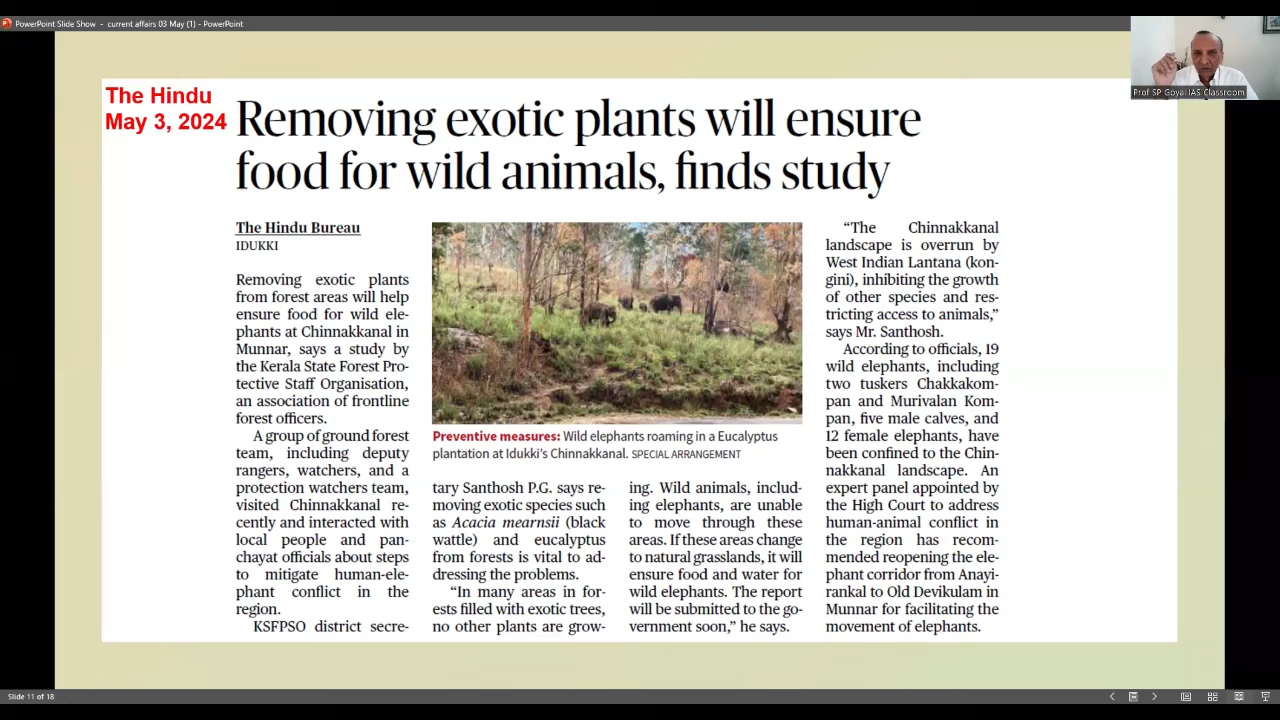 PowerPoint Slide Show - current affairs 03 May (1) - PowerPoint
Prof SP Goyal IAS Classroom
The Hindu
May 3, 2024
Removing exotic plants will ensure
food for wild animals, finds study
The Hindu Bureau
IDUKKI
Removing exotic plants
from forest areas will help
ensure food for wild ele-
phants at Chinnakkanal in
Munnar, says a study by
the Kerala State Forest Pro-
tective Staff Organisation,
an association of frontline
forest officers.
A group of ground forest
team, including deputy
rangers, watchers, and a
protection watchers team,
visited Chinnakkanal re-
cently and interacted with
local people and pan-
chayat officials about steps
to mitigate human-ele-
phant conflict in the
region.
KSFPSO district secre-
Preventive measures: Wild elephants roaming in a Eucalyptus
plantation at Idukki's Chinnakkanal. SPECIAL ARRANGEMENT
tary Santhosh P.G. says re-
moving exotic species such
as Acacia mearnsii (black
wattle) and eucalyptus
from forests is vital to ad-
dressing the problems.
"In many areas in for-
ests filled with exotic trees,
no other plants are grow-
ing. Wild animals, includ-
ing elephants, are unable
to move through these
areas. If these areas change
to natural grasslands, it will
ensure food and water for
wild elephants. The report
will be submitted to the go-
vernment soon," he says.
"The Chinnakkanal
landscape is overrun by
West Indian Lantana (kon-
gini), inhibiting the growth
of other species and res-
tricting access to animals,"
says Mr. Santhosh.
According to officials, 19
wild elephants, including
two tuskers Chakkakom-
pan and Murivalan Kom-
pan, five male calves, and
12 female elephants, have
been confined to the Chin-
nakkanal landscape. An
expert panel appointed by
the High Court to address
human-animal conflict in
the region has recom-
mended reopening the ele-
phant corridor from Anayi-
rankal to Old Devikulam in
Munnar for facilitating the
movement of elephants.
Slide 11 of 18